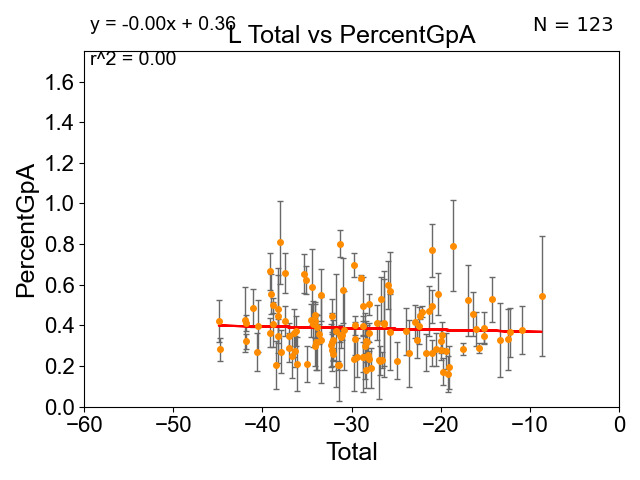 y = -0.00x + 0.36
N = 123
L Total vs PercentGpA
r^2 = 0.00
1.6
1.4
1.2
1.0
0.8
0.6
0.4
0.2
0.0
PercentGpA
−60
−50
−40
−30
−20
−10
0
Total